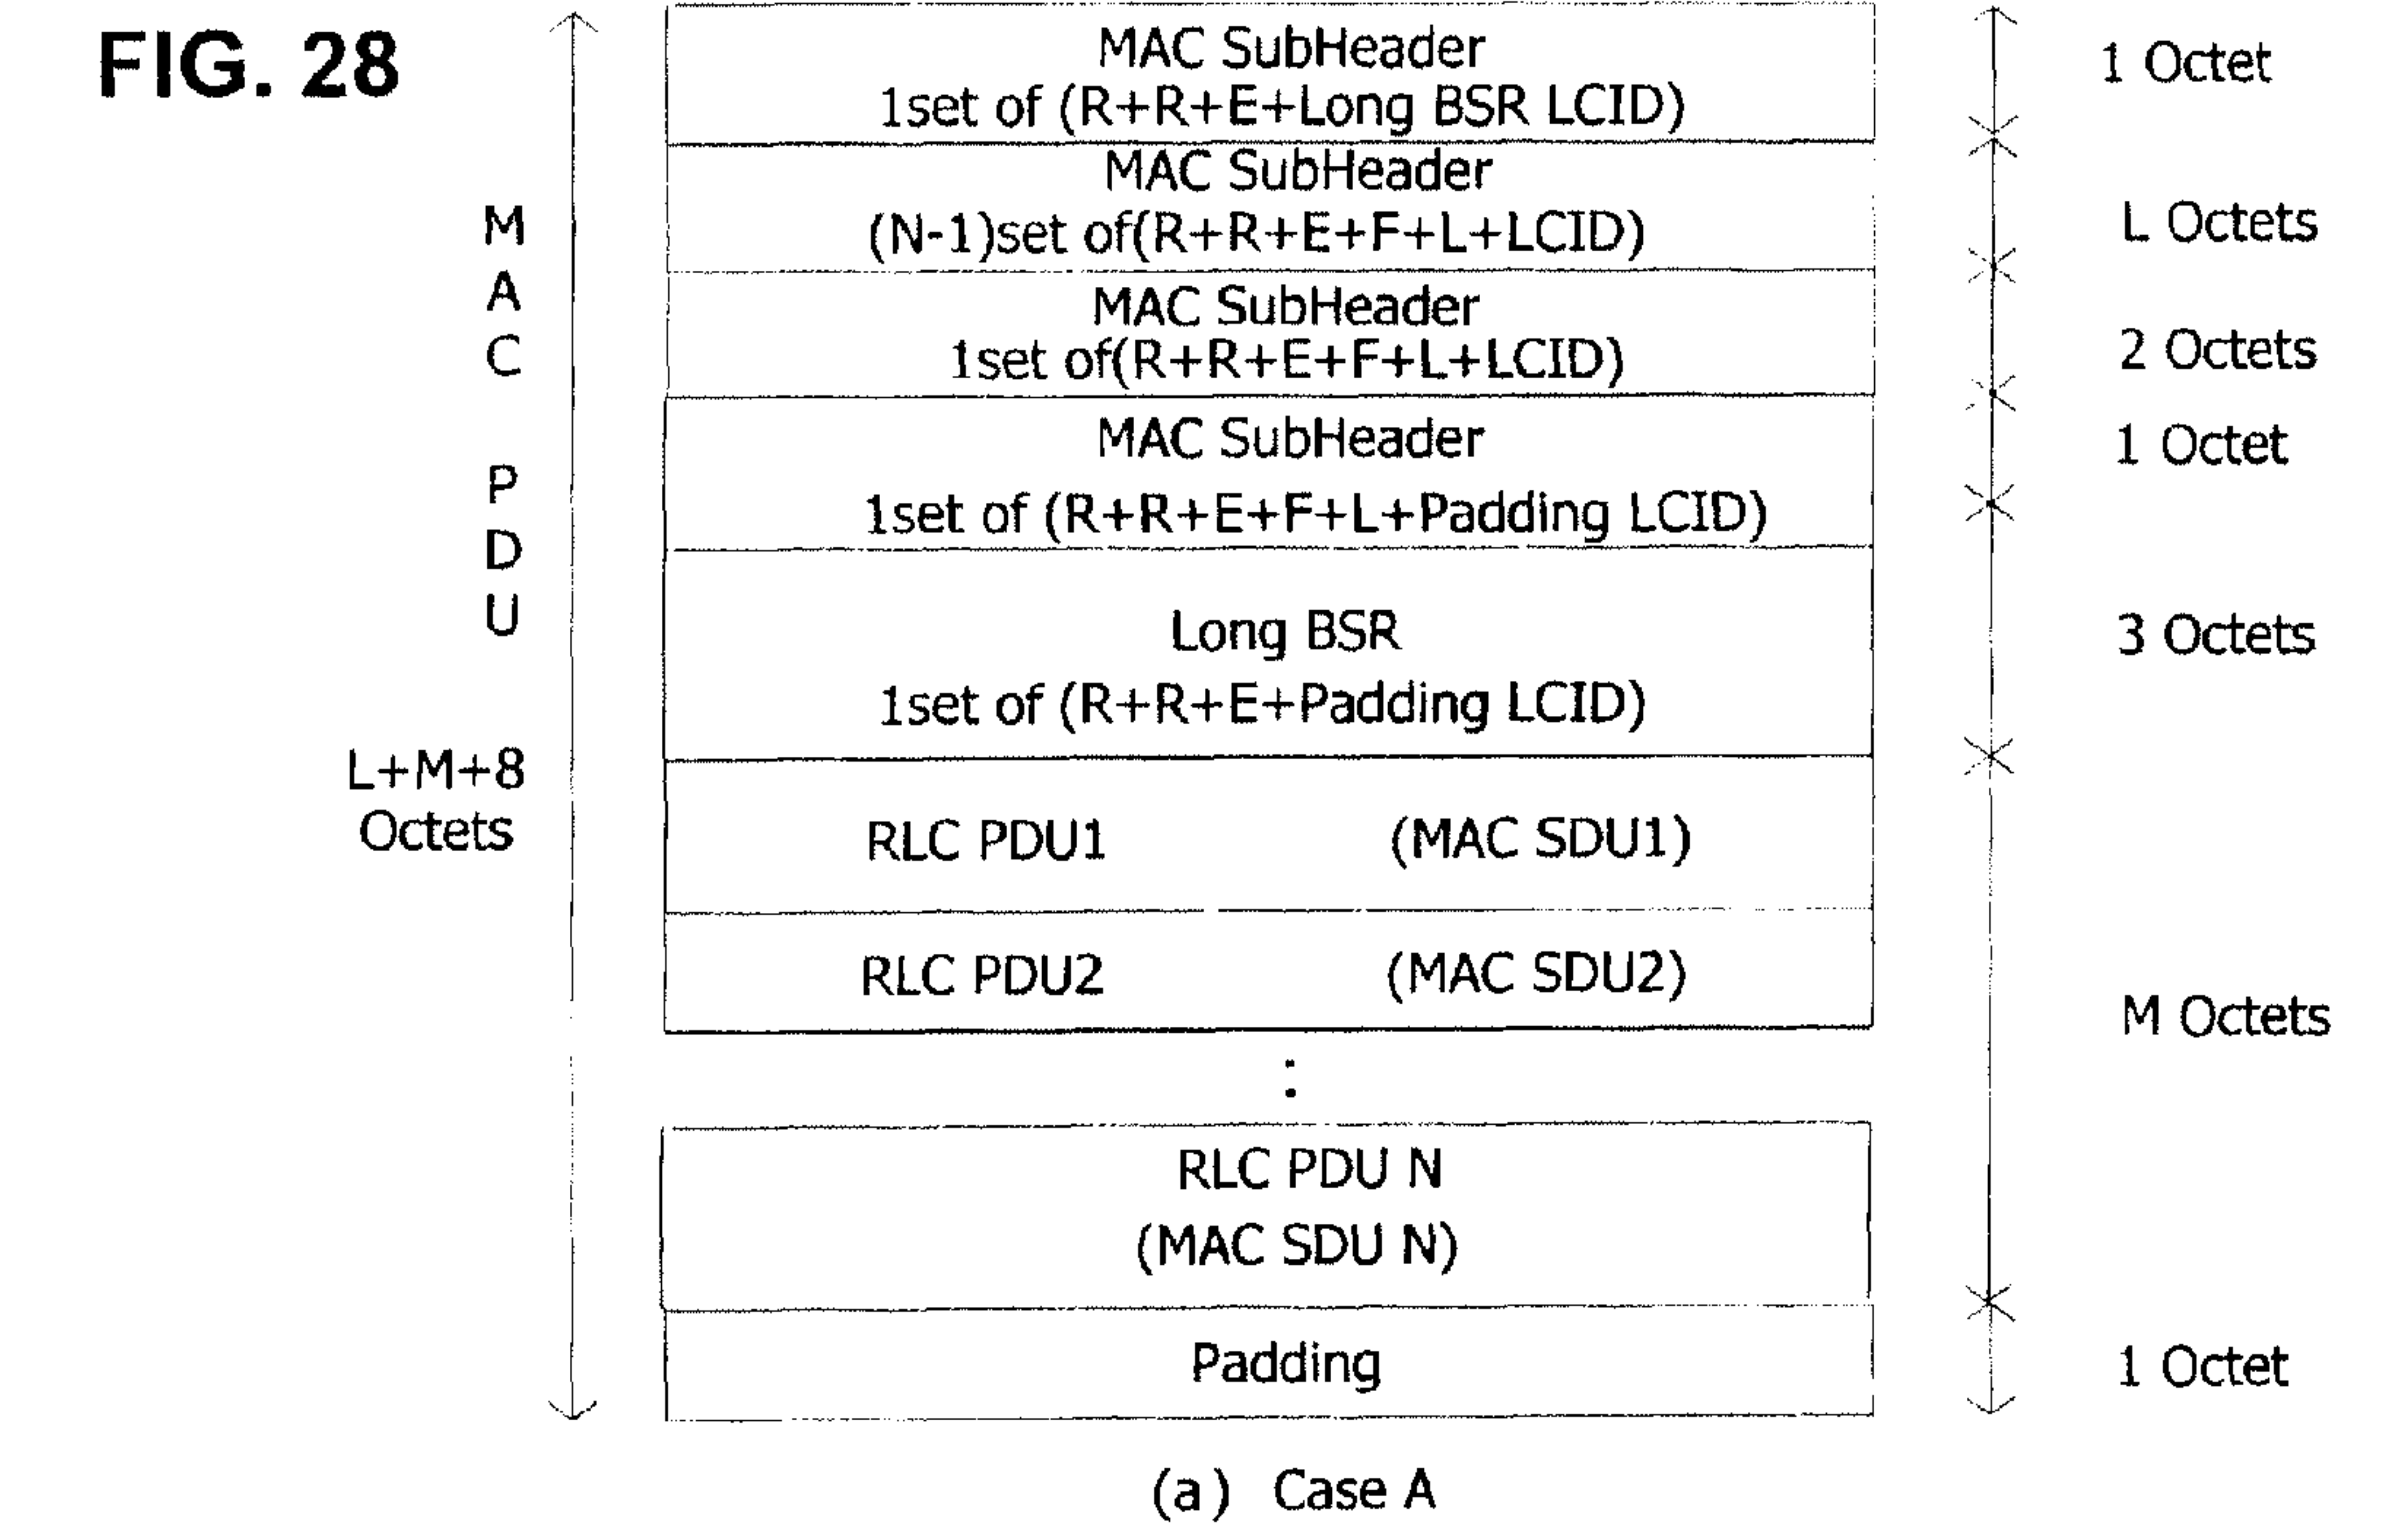 FIG. 28
MAC SubHeader
1set of (R+R+E+Long BSR LCID)
1 Octet
MAC SubHeader
(N-1)set of(R+R+E+F+L+LCID)
L Octets
MAC SubHeader
1set of(R+R+E+F+L+LCID)
2 Octets
MAC SubHeader
1set of (R+R+E+F+L+Padding LCID)
1 Octet
Long BSR
1set of (R+R+E+Padding LCID)
3 Octets
M
A
C
P
D
U
L+M+8
Octets
RLC PDU1 (MAC SDU1)
RLC PDU2 (MAC SDU2)
:
M Octets
RLC PDU N
(MAC SDU N)
Padding
1 Octet
(a) Case A